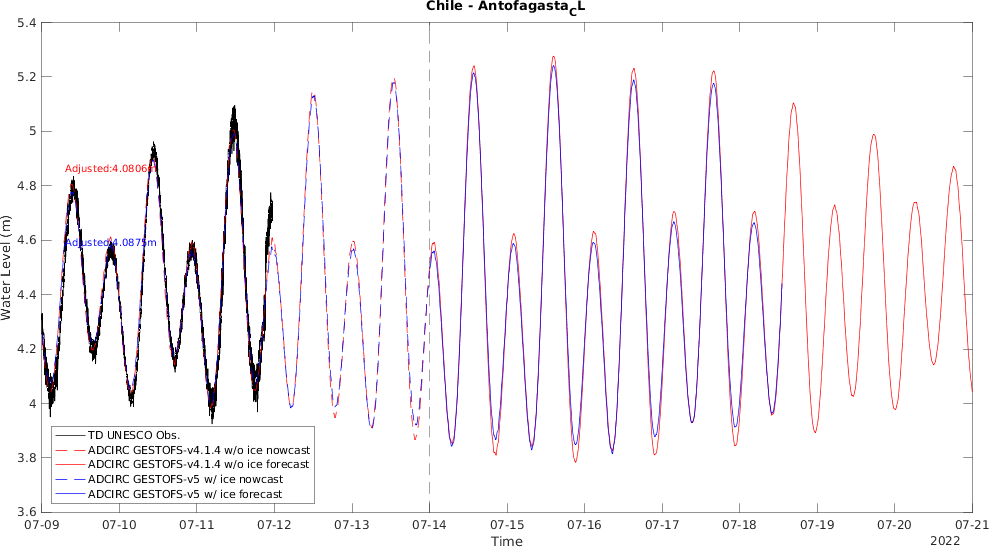 Chile - Antofagasta_CL
5.4
5.2
5
4.8
4.6
4.4
4.2
4
3.8
3.6
Water Level (m)
Adjusted:4.0806m
Adjusted:4.0875m
TD UNESCO Obs.
ADCIRC GESTOFS-v4.1.4 w/o ice nowcast
ADCIRC GESTOFS-v4.1.4 w/o ice forecast
ADCIRC GESTOFS-v5 w/ ice nowcast
ADCIRC GESTOFS-v5 w/ ice forecast
07-09 07-10 07-11 07-12 07-13 07-14 07-15 07-16 07-17 07-18 07-19 07-20 07-21
Time
2022